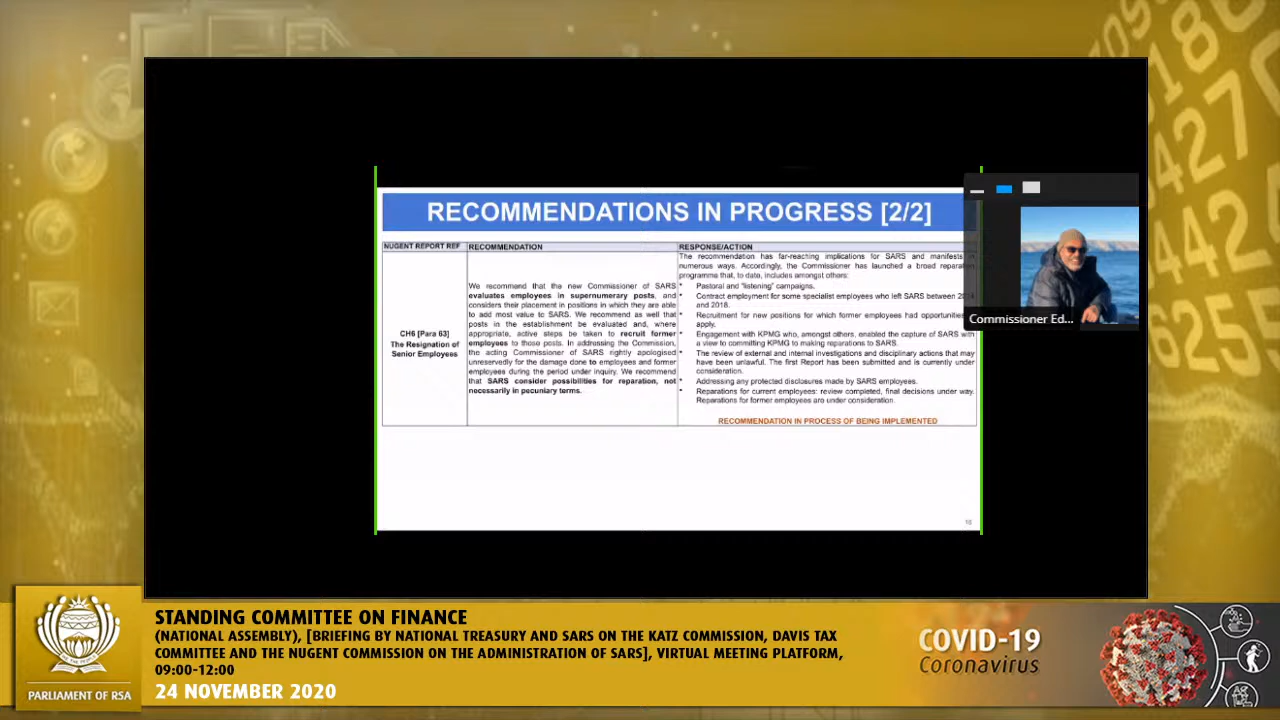 RECOMMENDATIONS IN PROGRESS [2/2]
NUGENT REPORT REF
RECOMMENDATION
RESPONSE/ACTION
CH6 [Para 63]
The Resignation of
Senior Employees
We recommend that the new Commissioner of SARS
evaluates employees in supernumerary posts, and
considers their placement in positions in which they are able
to add most value to SARS. We recommend as well that
posts in the establishment be evaluated and, where
appropriate, active steps be taken to recruit former
employees to those posts. In addressing the Commission,
the acting Commissioner of SARS rightly apologised
unreservedly for the damage done to employees and former
employees during the period under inquiry. We recommend
that SARS consider possibilities for reparation, not
necessarily in pecuniary terms.
The recommendation has far-reaching implications for SARS and manifests
numerous ways. Accordingly, the Commissioner has launched a broad reparation
programme that, to date, includes amongst others:
• Pastoral and "listening" campaigns.
• Contract employment for some specialist employees who left SARS between
and 2018.
• Recruitment for new positions for which former employees had opportunities
apply.
• Engagement with KPMG who, amongst others, enabled the capture of SARS with
a view to committing KPMG to making reparations to SARS.
• The review of external and internal investigations and disciplinary actions that may
have been unlawful. The first Report has been submitted and is currently under
consideration.
• Addressing any protected disclosures made by SARS employees.
• Reparations for current employees: review completed, final decisions under way.
Reparations for former employees are under consideration.
RECOMMENDATION IN PROCESS OF BEING IMPLEMENTED
Commissioner Ed...
STANDING COMMITTEE ON FINANCE
(NATIONAL ASSEMBLY), [BRIEFING BY NATIONAL TREASURY AND SARS ON THE KATZ COMMISSION, DAVIS TAX
COMMITTEE AND THE NUGENT COMMISSION ON THE ADMINISTRATION OF SARS], VIRTUAL MEETING PLATFORM,
09:00-12:00
24 NOVEMBER 2020
PARLIAMENT OF RSA
COVID-19
Coronavirus